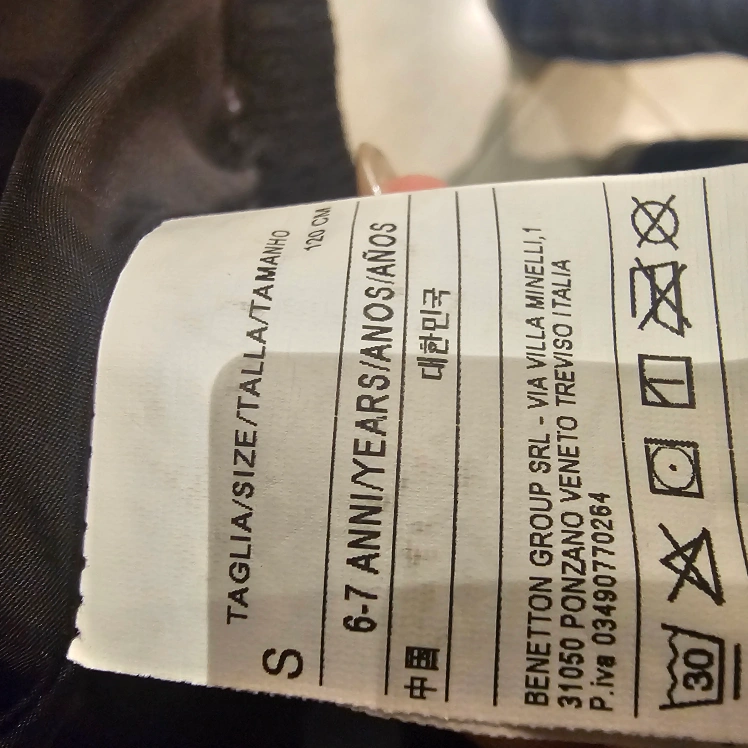 TAGLIA/SIZE/TALLA/TAMANHO
S 120 CM
6-7 ANNI/YEARS/ANOS/AÑOS
中国 대한민국
BENETTON GROUP SRL - VIA VILLA MINELLI,1
31050 PONZANO VENETO TREVISO ITALIA
P.iva 03490770264
30